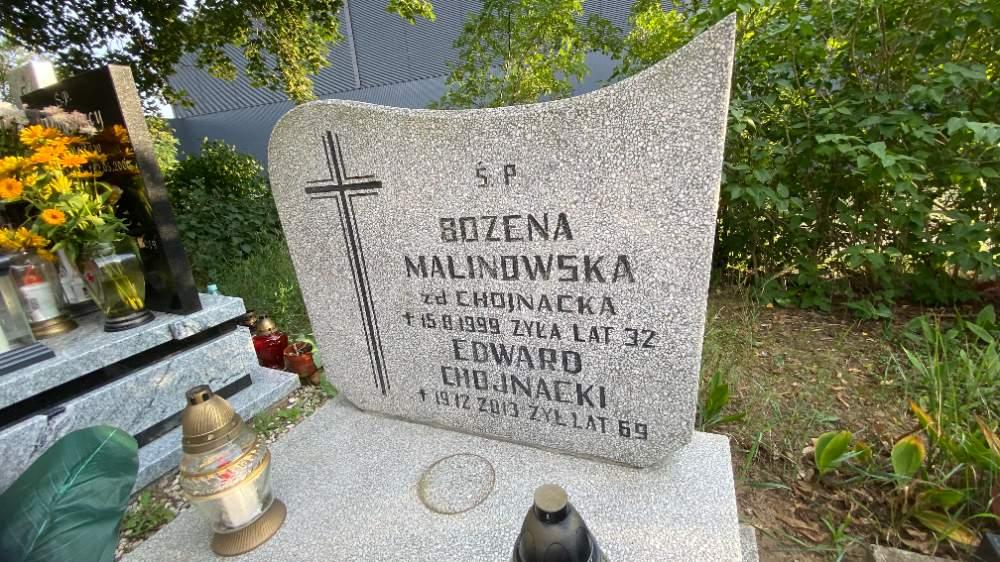 Ś. P.
BOŻENA
MALINOWSKA
zd CHOJNACKA
✝ 15 8 1999 ŻYŁA LAT 32
EDWARD
CHOJNACKI
✝ 19 12 2013 ŻYŁ LAT 69
Ś.P.